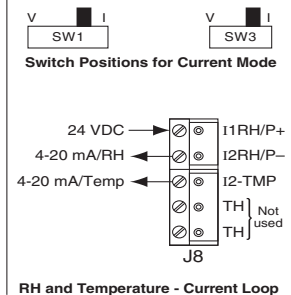 V I V I
SW1 SW3
Switch Positions for Current Mode
24 VDC I1RH/P+
4-20 mA/RH I2RH/P–
4-20 mA/Temp I2-TMP
TH Not
TH used
J8
RH and Temperature - Current Loop